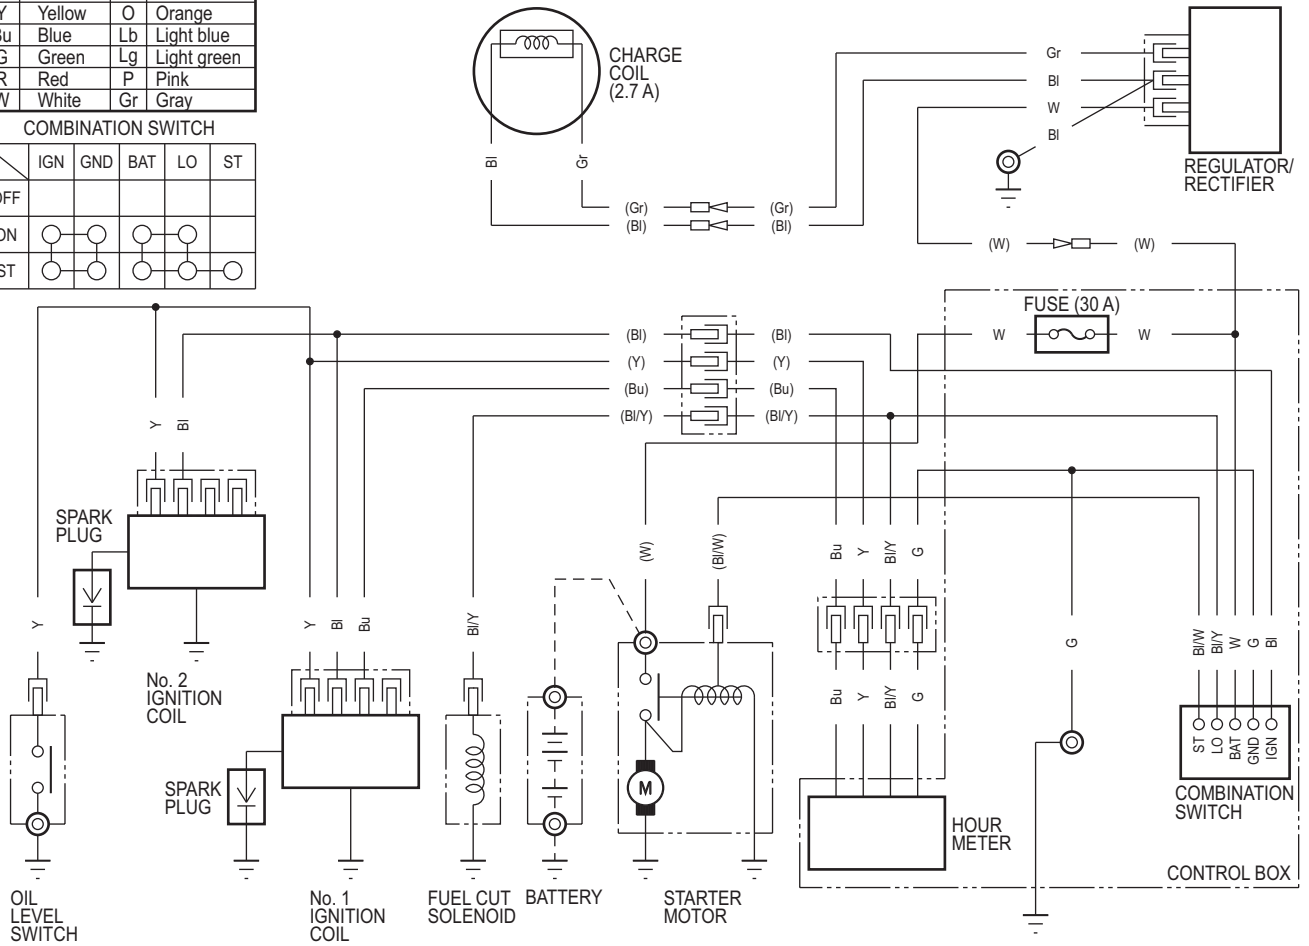 Yellow O Orange
Blue Lb Light blue
Green Lg Light green
Red P Pink
White Gr Gray
COMBINATION SWITCH
IGN GND BAT LO ST
ST
CHARGE
COIL
(2.7 A)
Bl
Gr
(Gr) (Gr)
(Bl) (Bl)
Gr
Bl
W
Bl
REGULATOR/
RECTIFIER
(W) (W)
FUSE (30 A)
W W
(Bl) (Bl)
(Y) (Y)
(Bu) (Bu)
(Bl/Y) (Bl/Y)
Y Bl
SPARK
PLUG
No. 2
IGNITION
COIL
Y
Y Bl Bu
Bl/Y
(W)
(Bl/W)
Bu Y Bl/Y G
Bu Y Bl/Y G
G
Bl/W Bl/Y W G Bl
ST LO BAT GND IGN
COMBINATION
SWITCH
SPARK
PLUG
M
HOUR
METER
CONTROL BOX
OIL
LEVEL
SWITCH
No. 1
IGNITION
COIL
FUEL CUT
SOLENOID
BATTERY
STARTER
MOTOR